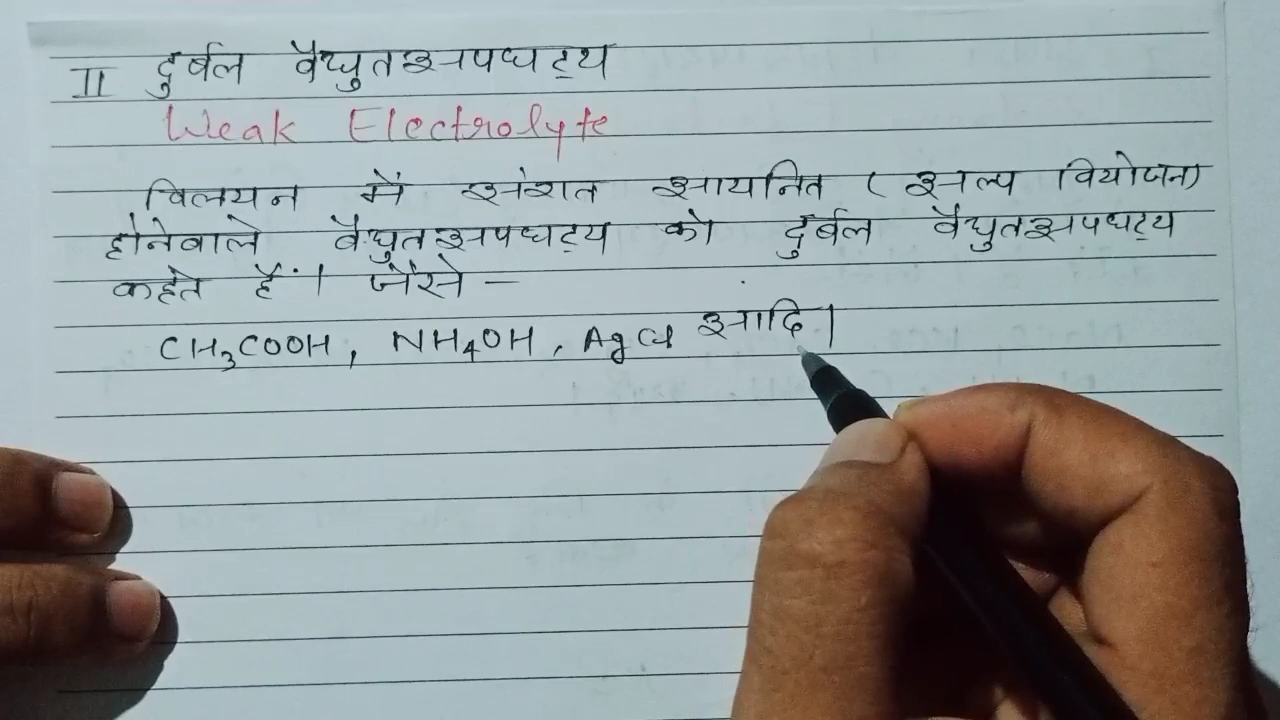 II दुर्बल वैद्युतअपघट्य
Weak Electrolyte
विलयन में अंशत आयनित ( अल्प वियोजन)
होनेवाले वैद्युतअपघट्य को दुर्बल वैद्युतअपघट्य
कहते हैं। जैसे –
CH₃COOH, NH₄OH, AgCl आदि।